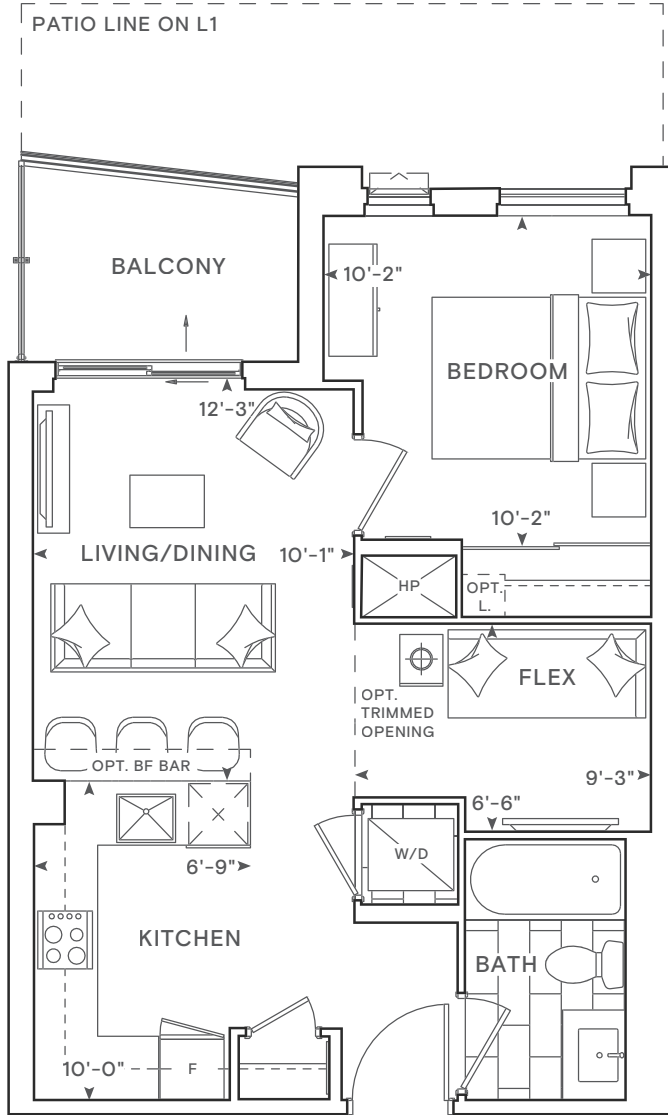 PATIO LINE ON L1
BALCONY
10'-2"
BEDROOM
12'-3"
10'-2"
LIVING/DINING
10'-1"
HP
OPT.
L.
FLEX
OPT.
TRIMMED
OPENING
OPT. BF BAR
9'-3"
6'-6"
6'-9"
W/D
KITCHEN
BATH
10'-0"
F